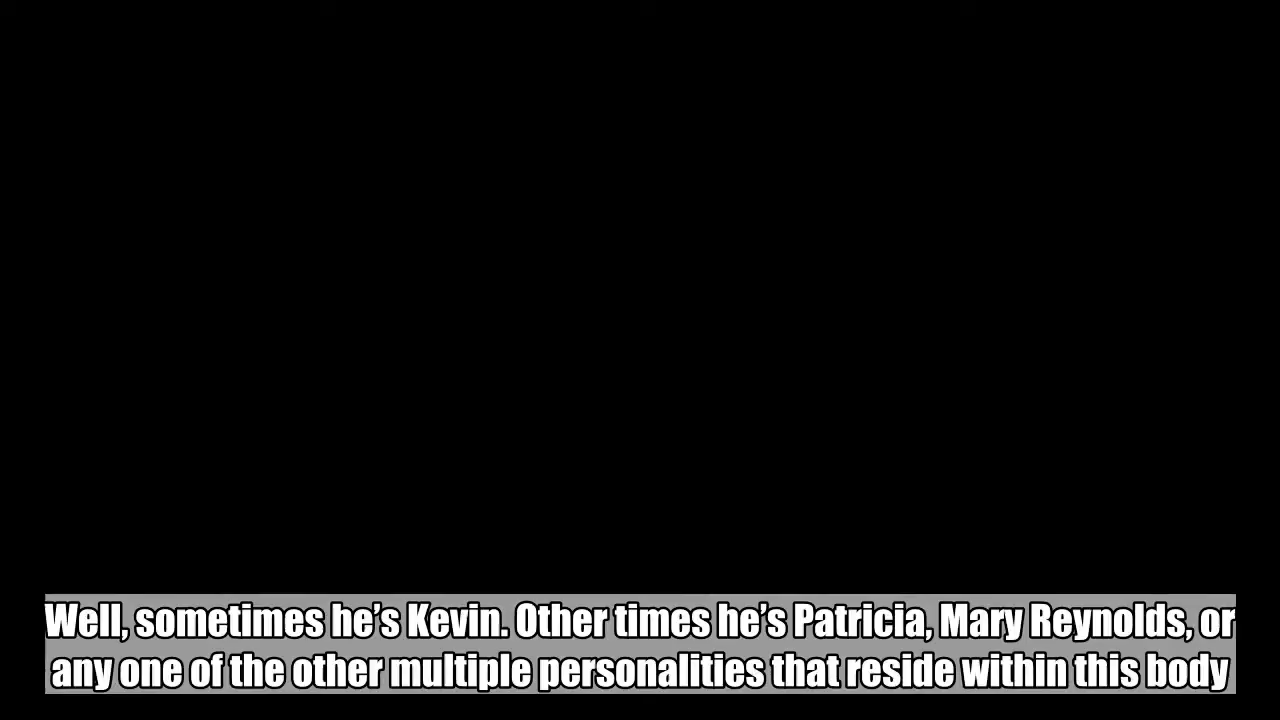 Well, sometimes he’s Kevin. Other times he’s Patricia, Mary Reynolds, or
any one of the other multiple personalities that reside within this body